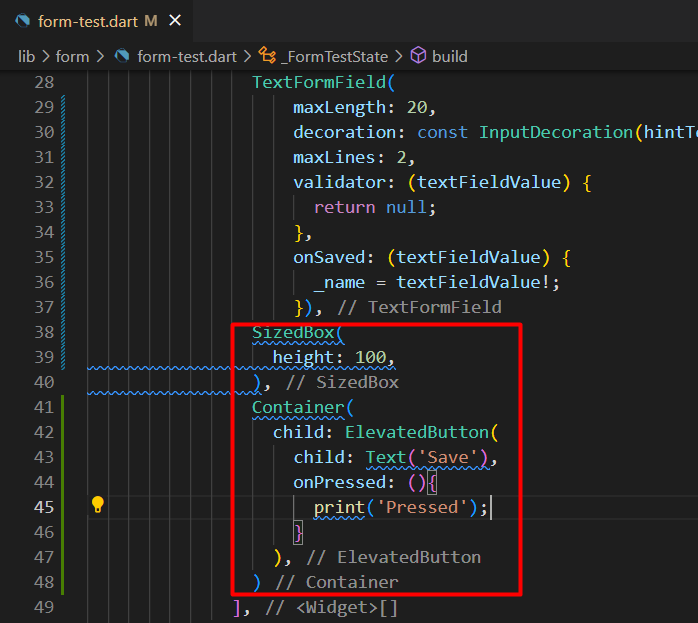 form-test.dart M ✕
lib > form > form-test.dart > _FormTestState > build
28 TextFormField(
29 maxLength: 20,
30 decoration: const InputDecoration(hintTe
31 maxLines: 2,
32 validator: (textFieldValue) {
33 return null;
34 },
35 onSaved: (textFieldValue) {
36 _name = textFieldValue!;
37 }), // TextFormField
38 SizedBox(
39 height: 100,
40 ), // SizedBox
41 Container(
42 child: ElevatedButton(
43 child: Text('Save'),
44 onPressed: (){
45 print('Pressed');
46 }
47 ), // ElevatedButton
48 ) // Container
49 ], // <Widget>[]